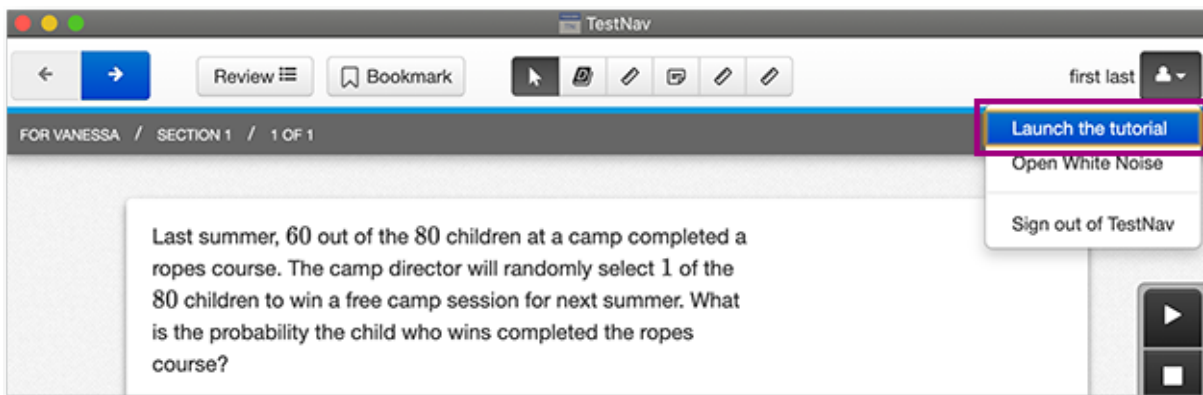 TestNav
Review
Bookmark
first last
FOR VANESSA / SECTION 1 / 1 OF 1
Launch the tutorial
Open White Noise
Sign out of TestNav
Last summer, 60 out of the 80 children at a camp completed a
ropes course. The camp director will randomly select 1 of the
80 children to win a free camp session for next summer. What
is the probability the child who wins completed the ropes
course?